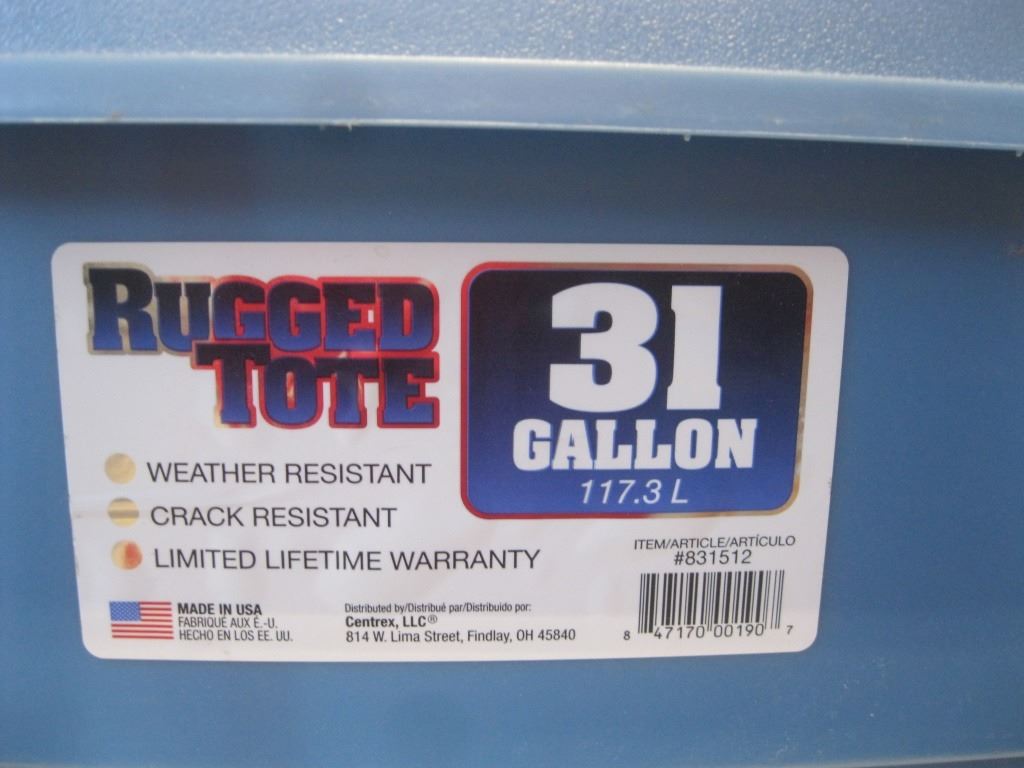 RUGGED
TOTE
WEATHER RESISTANT
CRACK RESISTANT
LIMITED LIFETIME WARRANTY
31
GALLON
117.3 L
MADE IN USA
FABRIQUÉ AUX É.-U.
HECHO EN LOS EE. UU.
Distributed by/Distribué par/Distribuido por:
Centrex, LLC®
814 W. Lima Street, Findlay, OH 45840
ITEM/ARTICLE/ARTÍCULO
#831512
8 47170 00190 7